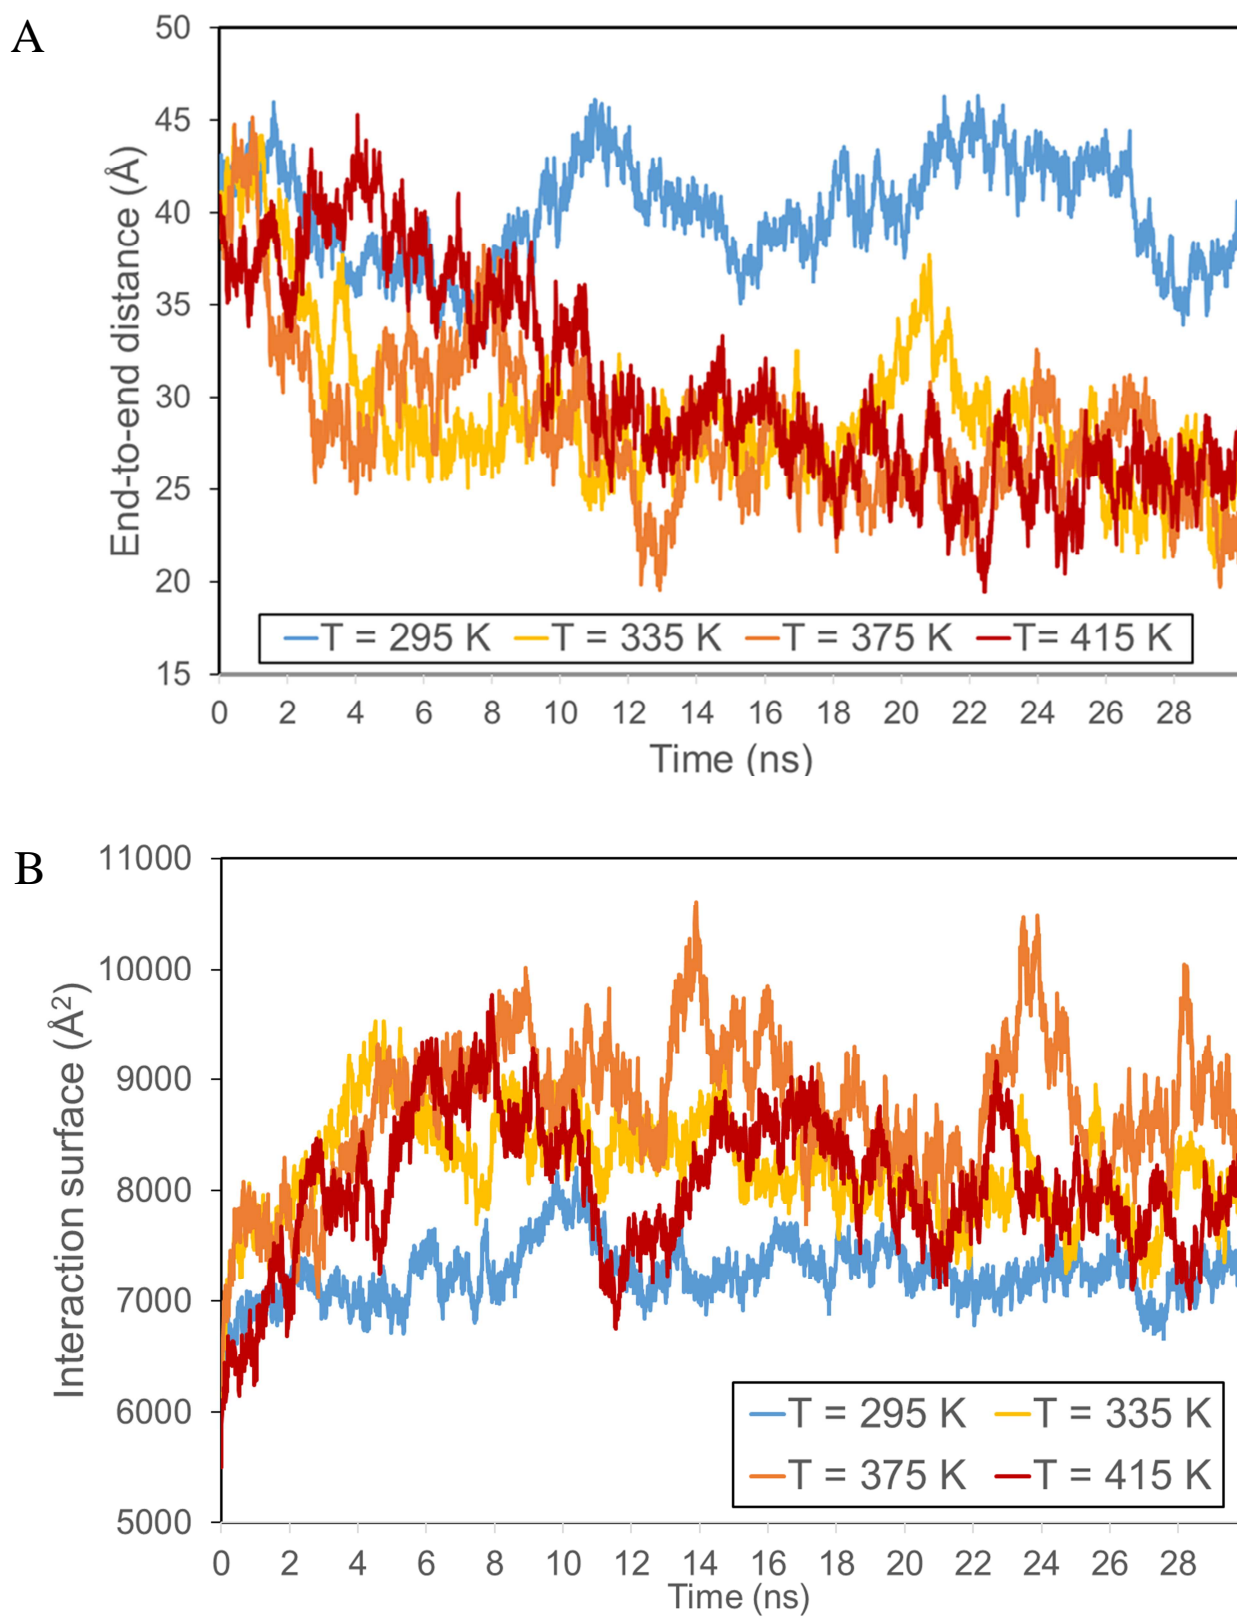 A
50
45
40
35
30
25
20
15
End-to-end distance (Å)
T = 295 K T = 335 K T = 375 K T= 415 K
0 2 4 6 8 10 12 14 16 18 20 22 24 26 28
Time (ns)
B
11000
10000
9000
8000
7000
6000
5000
Interaction surface (Å²)
T = 295 K T = 335 K
T = 375 K T = 415 K
0 2 4 6 8 10 12 14 16 18 20 22 24 26 28
Time (ns)